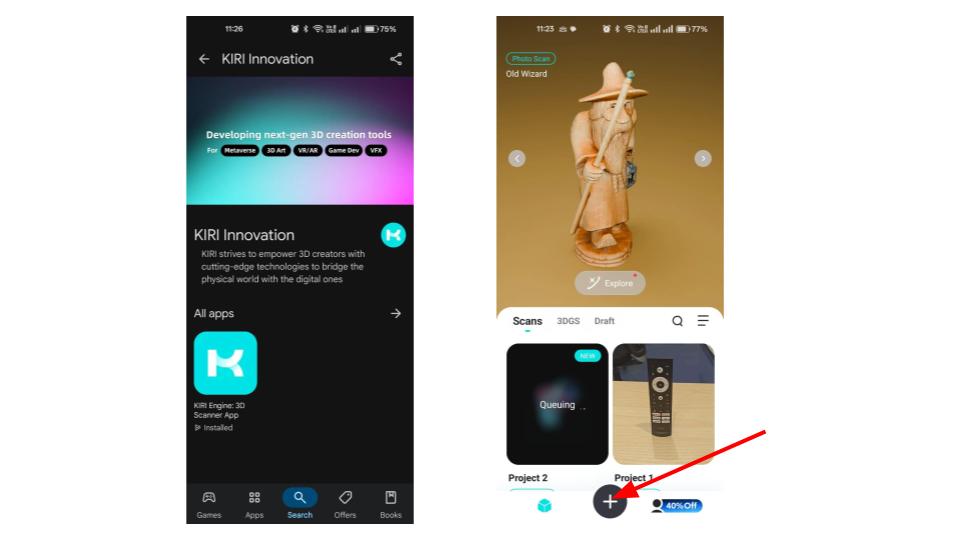 11:26
75%
KIRI Innovation
Developing next-gen 3D creation tools
For Metaverse 3D Art VR/AR Game Dev VFX
KIRI Innovation
KIRI strives to empower 3D creators with
cutting-edge technologies to bridge the
physical world with the digital ones
All apps
KIRI Engine: 3D
Scanner App
Installed
Games Apps Search Offers Books
11:23
77%
Photo Scan
Old Wizard
Explore
Scans 3DGS Draft
NEW
Queuing ..
Project 2 Project 1
40%Off